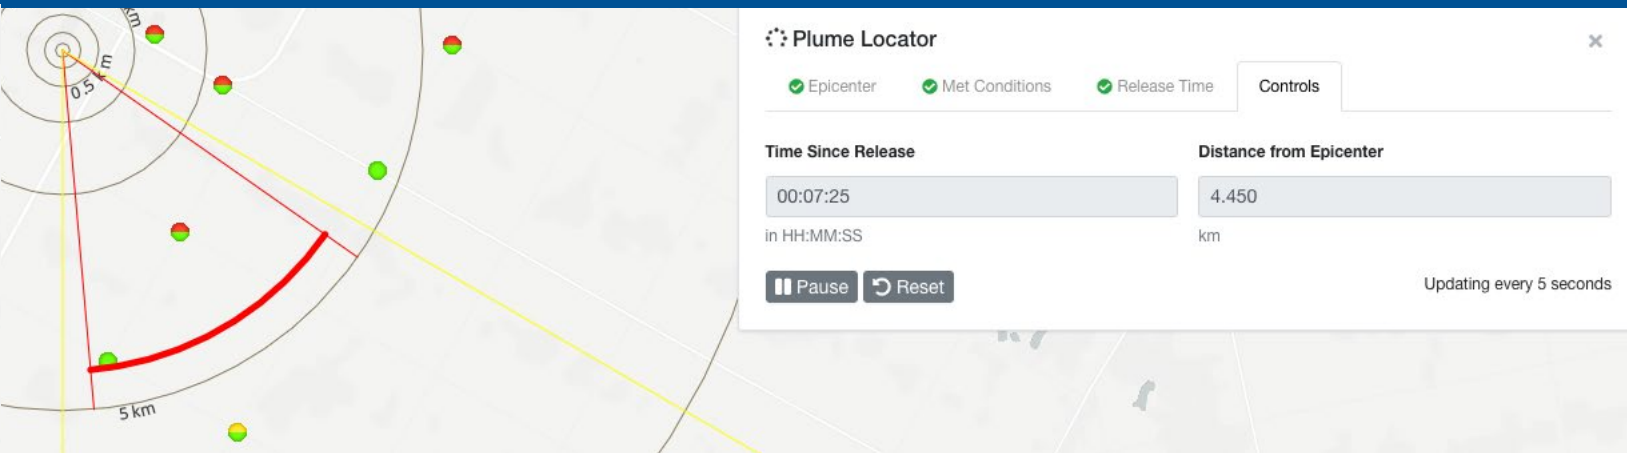 km
0.5 km
5 km
Plume Locator
×
Epicenter Met Conditions Release Time Controls
Time Since Release Distance from Epicenter
00:07:25 4.450
in HH:MM:SS km
Pause Reset Updating every 5 seconds